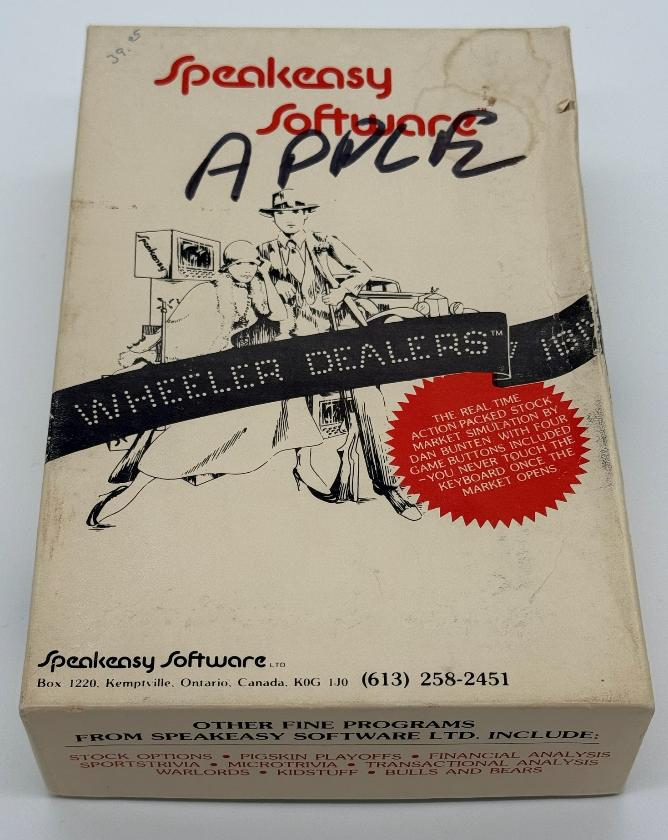 39.95
Speakeasy
Software™
APPLE
Speakeasy
WHEELER DEALERS™
THE REAL TIME
ACTION-PACKED STOCK
MARKET SIMULATION BY
DAN BUNTEN. WITH FOUR
GAME BUTTONS INCLUDED
-YOU NEVER TOUCH THE
KEYBOARD ONCE THE
MARKET OPENS.
Speakeasy Software LTD
Box 1220, Kemptville, Ontario, Canada, K0G 1J0 (613) 258-2451
OTHER FINE PROGRAMS
FROM SPEAKEASY SOFTWARE LTD. INCLUDE:
STOCK OPTIONS • PIGSKIN PLAYOFFS • FINANCIAL ANALYSIS
SPORTSTRIVIA • MICROTRIVIA • TRANSACTIONAL ANALYSIS
WARLORDS • KIDSTUFF • BULLS AND BEARS